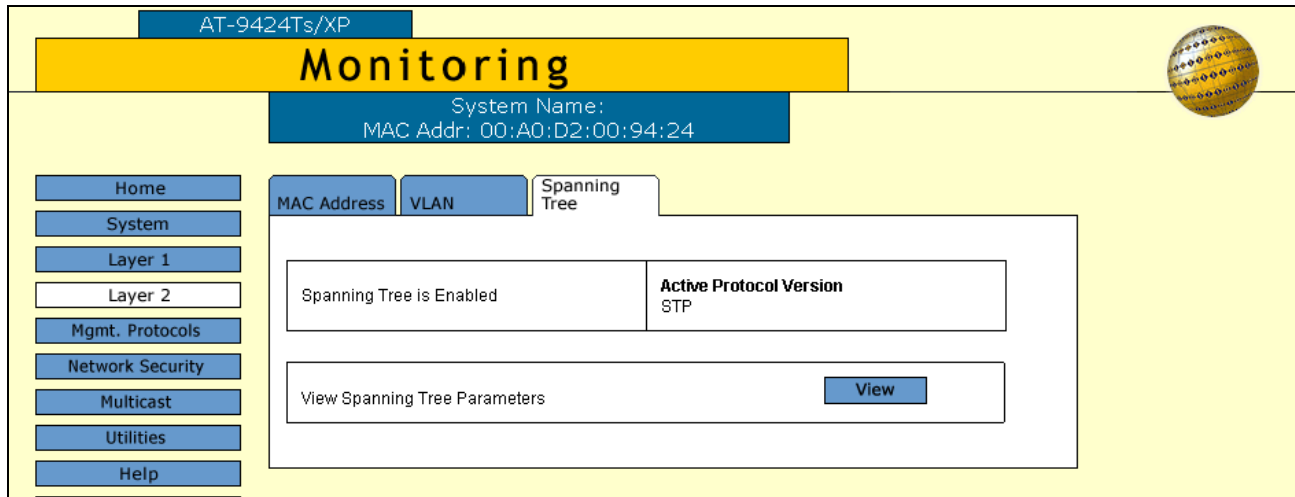 AT-9424Ts/XP
Monitoring
System Name:
MAC Addr: 00:A0:D2:00:94:24
Home
System
Layer 1
Layer 2
Mgmt. Protocols
Network Security
Multicast
Utilities
Help
MAC Address
VLAN
Spanning
Tree
Spanning Tree is Enabled
Active Protocol Version
STP
View Spanning Tree Parameters
View